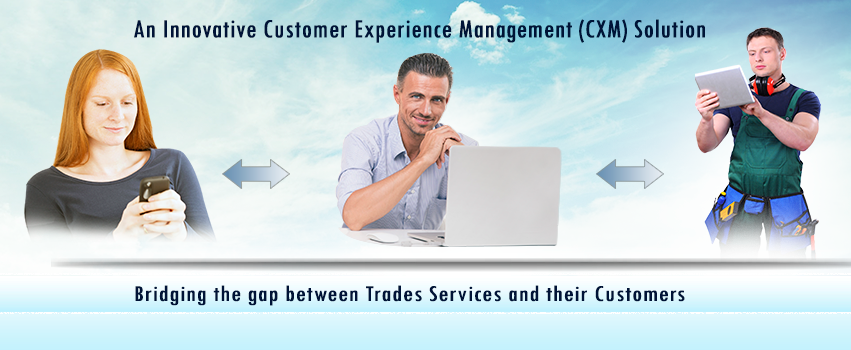 An Innovative Customer Experience Management (CXM) Solution
Bridging the gap between Trades Services and their Customers